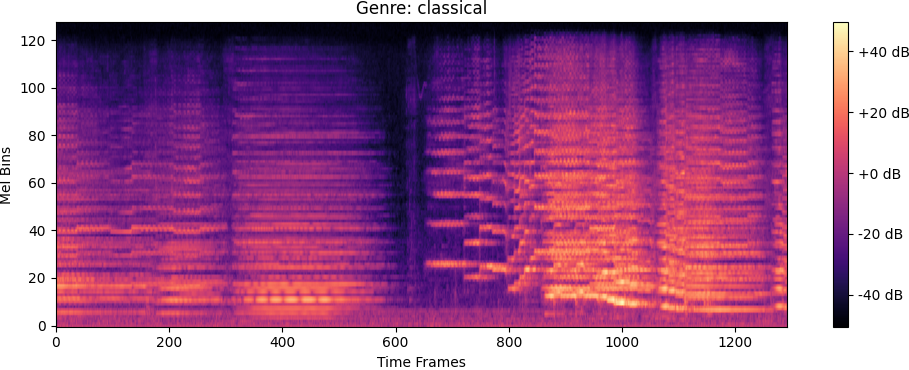 Genre: classical
Mel Bins
120
100
80
60
40
20
0
0 200 400 600 800 1000 1200
Time Frames
+40 dB
+20 dB
+0 dB
-20 dB
-40 dB